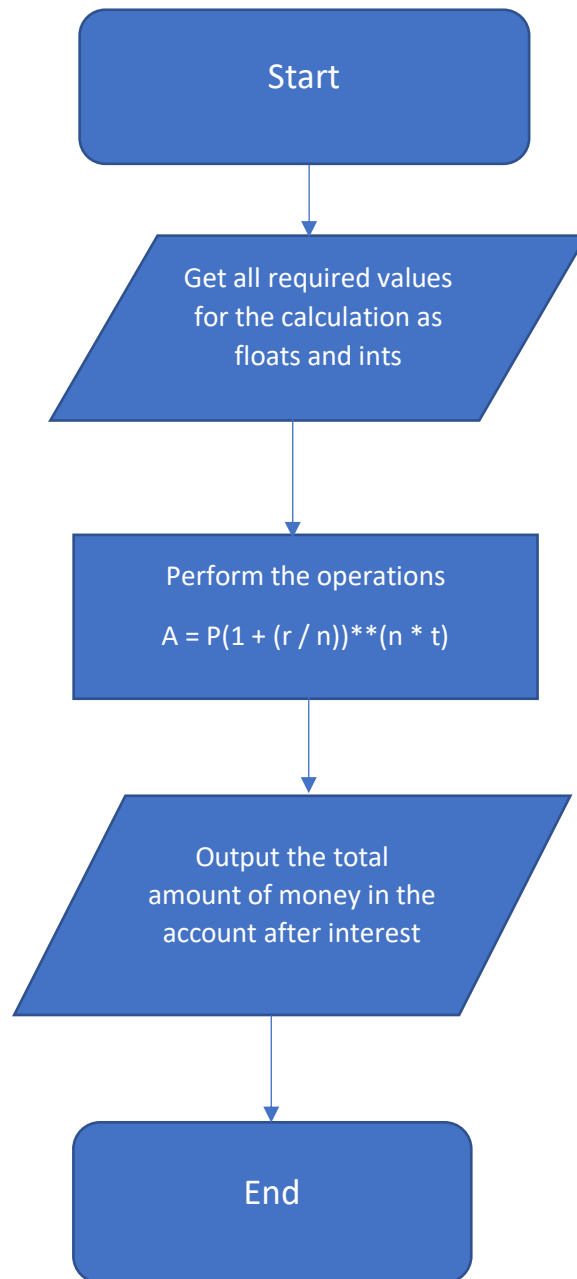 Start
Get all required values
for the calculation as
floats and ints
Perform the operations
A = P(1 + (r / n))**(n * t)
Output the total
amount of money in the
account after interest
End